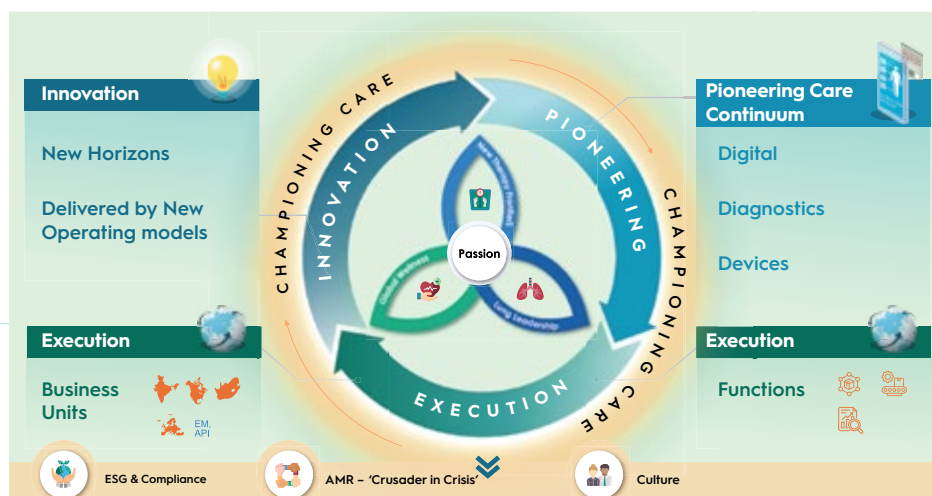 Innovation
New Horizons
Delivered by New
Operating models
Execution
Business
Units
EM,
API
CHAMPIONING CARE
INNOVATION
PIONEERING
EXECUTION
CHAMPIONING CARE
New Therapy Frontiers
Passion
Global Wellness
Lung Leadership
Pioneering Care
Continuum
Digital
Diagnostics
Devices
Execution
Functions
ESG & Compliance
AMR – ‘Crusader in Crisis’
Culture